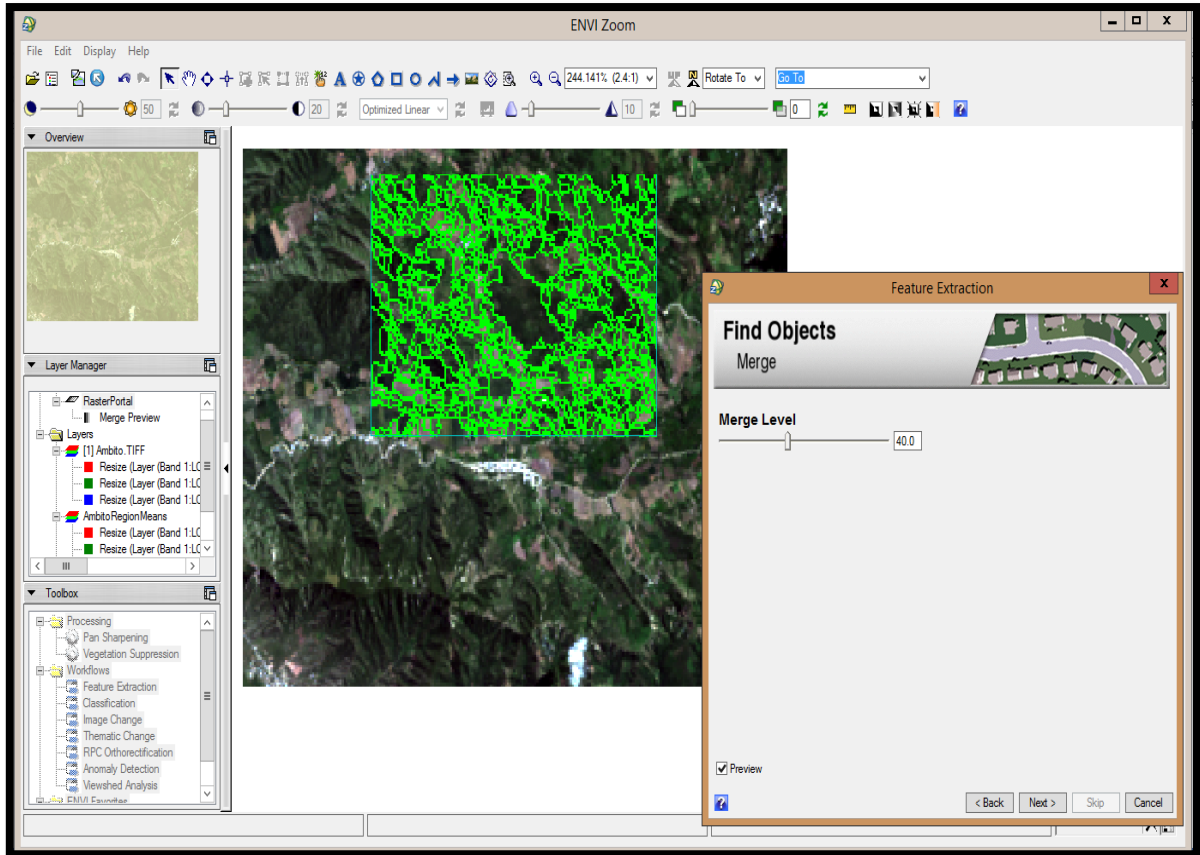 ENVI Zoom
File Edit Display Help
244.141% (2.4:1) Rotate To Go To
50 20 Optimized Linear 10 0
Overview
Layer Manager
RasterPortal
Merge Preview
Layers
[1] Ambito.TIFF
Resize (Layer (Band 1:LC
Resize (Layer (Band 1:LC
Resize (Layer (Band 1:LC
AmbitoRegionMeans
Resize (Layer (Band 1:LC
Resize (Layer (Band 1:LC
Toolbox
Processing
Pan Sharpening
Vegetation Suppression
Workflows
Feature Extraction
Classification
Image Change
Thematic Change
RPC Orthorectification
Anomaly Detection
Viewshed Analysis
ENVI Favorites
Feature Extraction
Find Objects
Merge
Merge Level
40.0
Preview
< Back Next > Skip Cancel